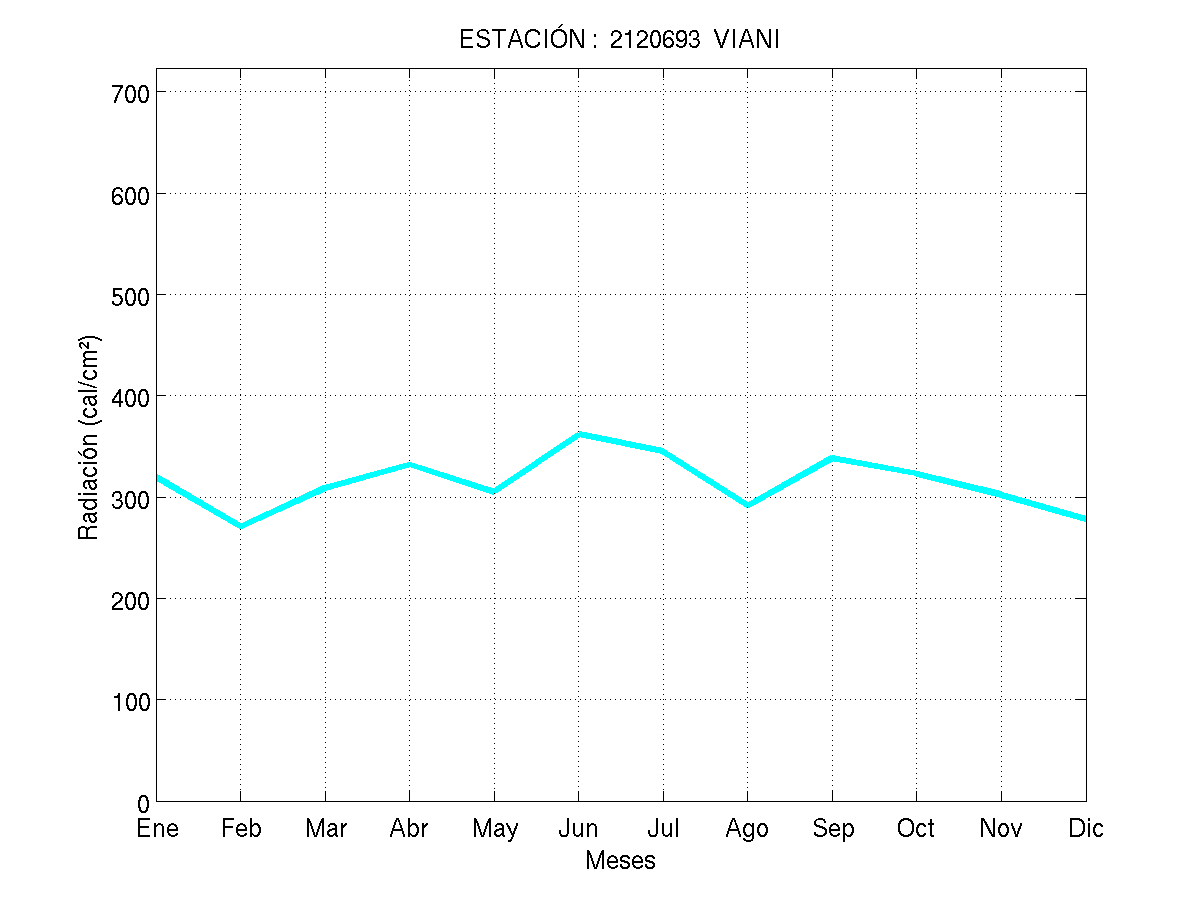 ESTACIÓN : 2120693 VIANI
700
600
500
400
300
200
100
0
Radiación (cal/cm²)
Ene Feb Mar Abr May Jun Jul Ago Sep Oct Nov Dic
Meses